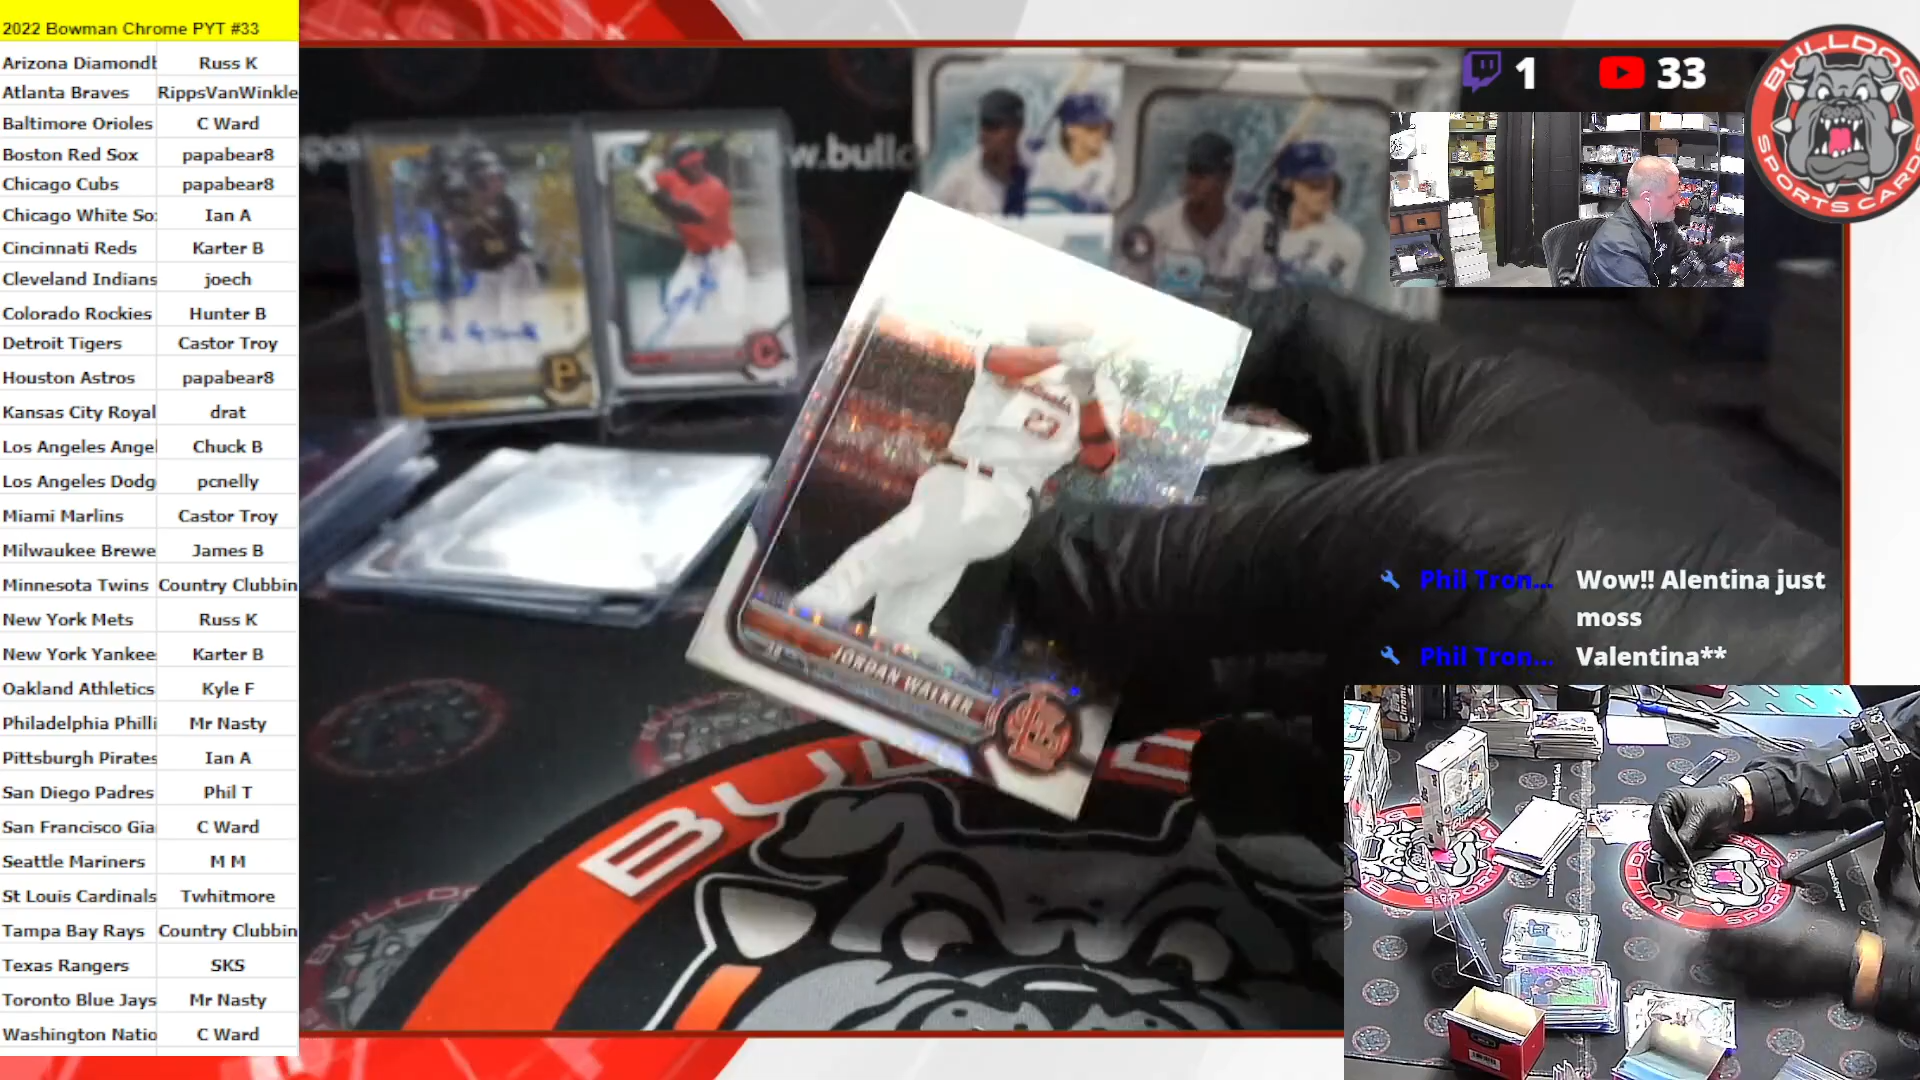 2022 Bowman Chrome PYT #33
Arizona Diamondb Russ K
Atlanta Braves RippsVanWinkle
Baltimore Orioles C Ward
Boston Red Sox papabear8
Chicago Cubs papabear8
Chicago White So Ian A
Cincinnati Reds Karter B
Cleveland Indians joech
Colorado Rockies Hunter B
Detroit Tigers Castor Troy
Houston Astros papabear8
Kansas City Royal drat
Los Angeles Angel Chuck B
Los Angeles Dodg pcnelly
Miami Marlins Castor Troy
Milwaukee Brewe James B
Minnesota Twins Country Clubbin
New York Mets Russ K
New York Yankee Karter B
Oakland Athletics Kyle F
Philadelphia Philli Mr Nasty
Pittsburgh Pirates Ian A
San Diego Padres Phil T
San Francisco Gia C Ward
Seattle Mariners M M
St Louis Cardinals Twhitmore
Tampa Bay Rays Country Clubbin
Texas Rangers SKS
Toronto Blue Jays Mr Nasty
Washington Natio C Ward
1 33
BULLDOG
SPORTS CARDS
w.bulld
P
C
JORDAN WALKER
Phil Tron... Wow!! Alentina just
moss
Phil Tron... Valentina**
BUL